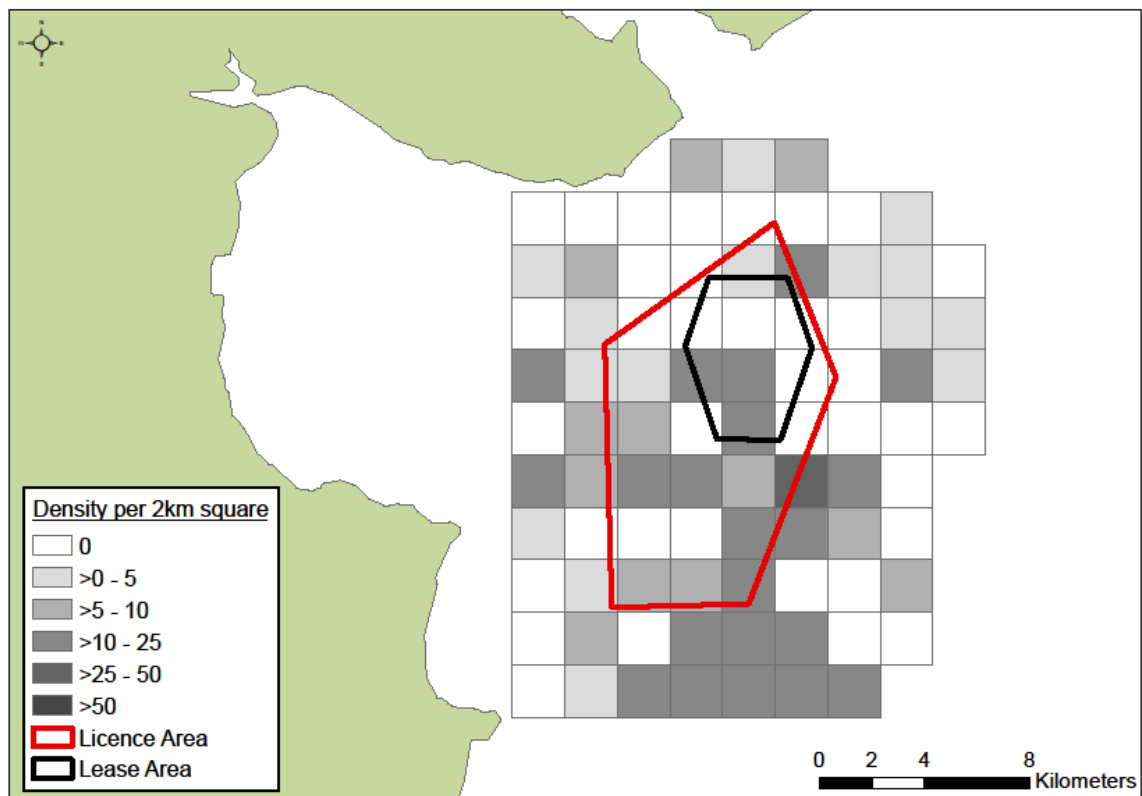 N
S
Density per 2km square
0
>0 - 5
>5 - 10
>10 - 25
>25 - 50
>50
Licence Area
Lease Area
0 2 4 8
Kilometers